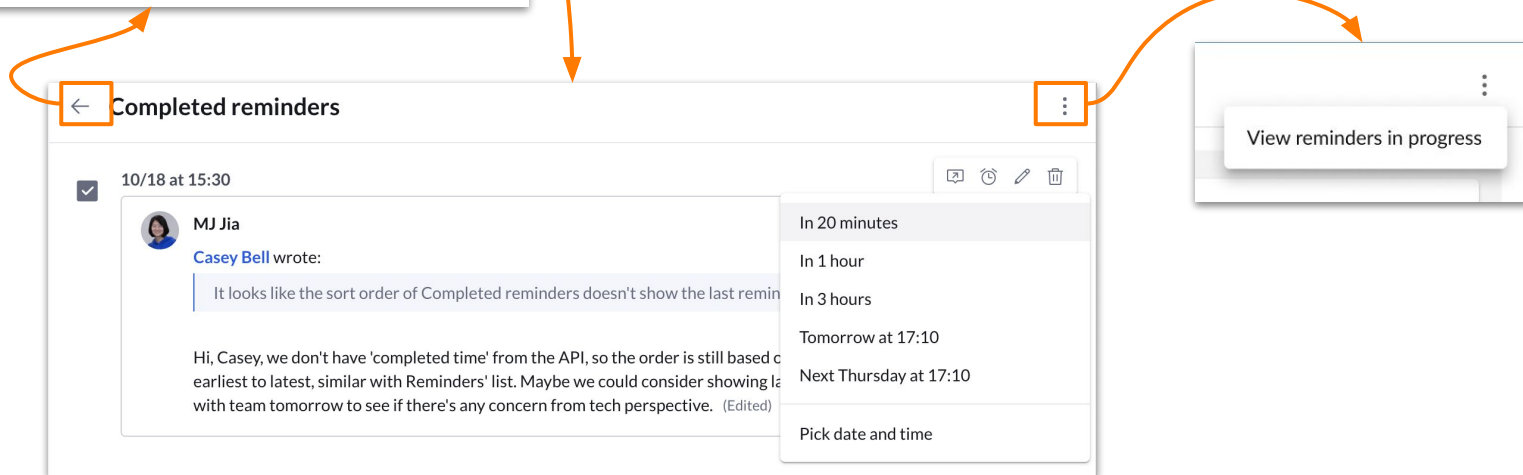 Completed reminders
View reminders in progress
10/18 at 15:30
MJ Jia
Casey Bell wrote:
It looks like the sort order of Completed reminders doesn't show the last remin
Hi, Casey, we don't have 'completed time' from the API, so the order is still based o
earliest to latest, similar with Reminders' list. Maybe we could consider showing la
with team tomorrow to see if there's any concern from tech perspective. (Edited)
In 20 minutes
In 1 hour
In 3 hours
Tomorrow at 17:10
Next Thursday at 17:10
Pick date and time